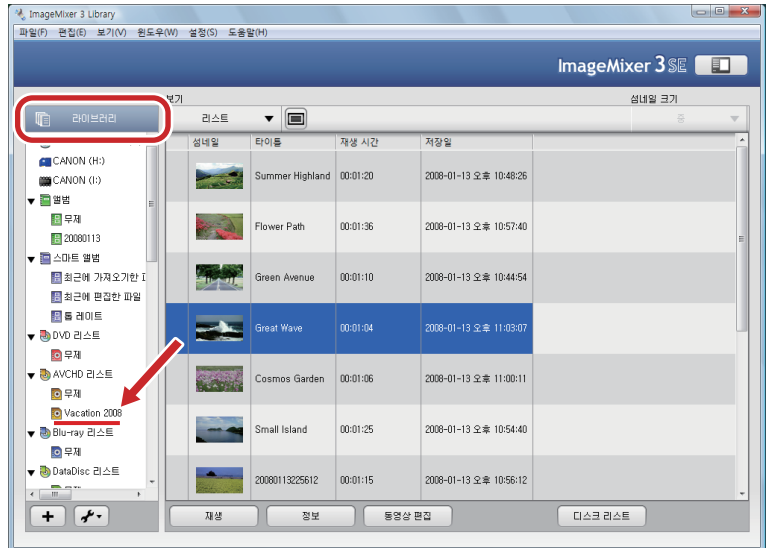 ImageMixer 3 Library
파일(F) 편집(E) 보기(V) 윈도우(W) 설정(S) 도움말(H)
ImageMixer 3 SE
보기
섬네일 크기
라이브러리
리스트
중
CANON (H:)
CANON (I:)
앨범
무제
20080113
스마트 앨범
최근에 가져오기한
최근에 편집한 파일
톱 레이트
DVD 리스트
무제
AVCHD 리스트
무제
Vacation 2008
Blu-ray 리스트
무제
DataDisc 리스트
섬네일 타이틀 재생 시간 저장일
Summer Highland 00:01:20 2008-01-13 오후 10:48:26
Flower Path 00:01:36 2008-01-13 오후 10:57:40
Green Avenue 00:01:10 2008-01-13 오후 10:44:54
Great Wave 00:01:04 2008-01-13 오후 11:03:07
Cosmos Garden 00:01:06 2008-01-13 오후 11:00:11
Small Island 00:01:25 2008-01-13 오후 10:54:40
20080113225612 00:01:15 2008-01-13 오후 10:56:12
재생 정보 동영상 편집 디스크 리스트